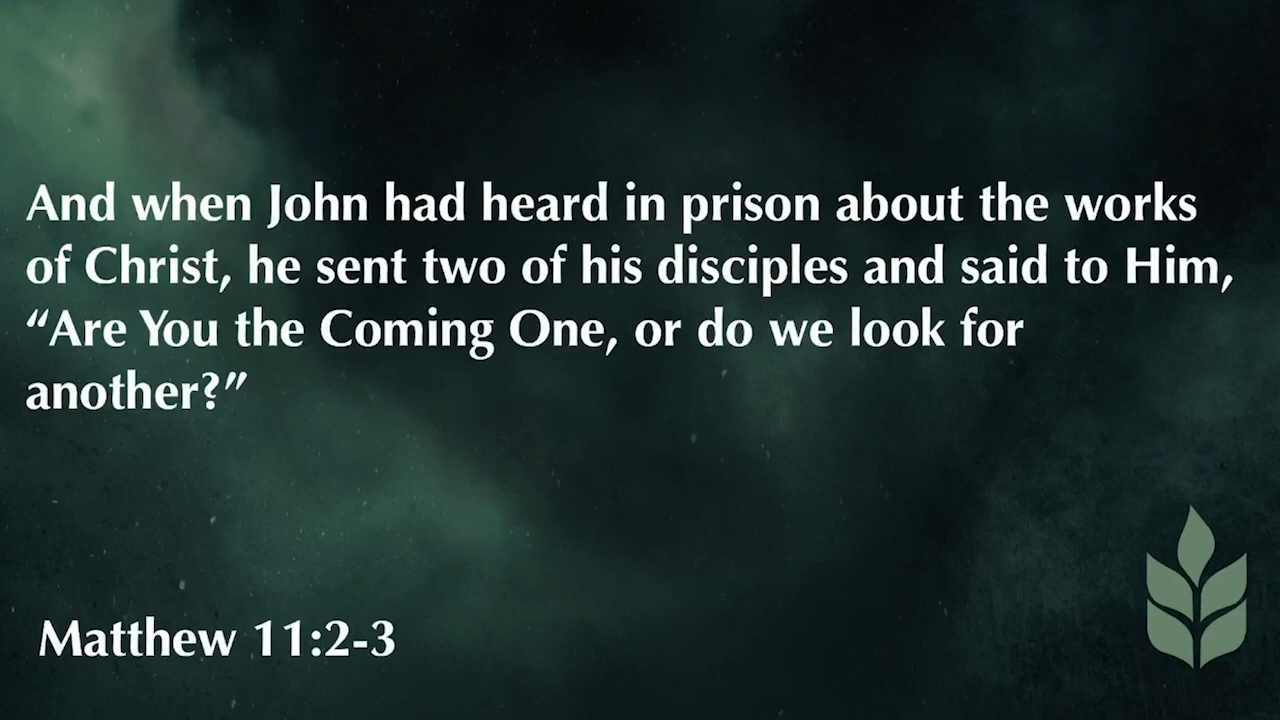 And when John had heard in prison about the works
of Christ, he sent two of his disciples and said to Him,
“Are You the Coming One, or do we look for
another?”
Matthew 11:2-3